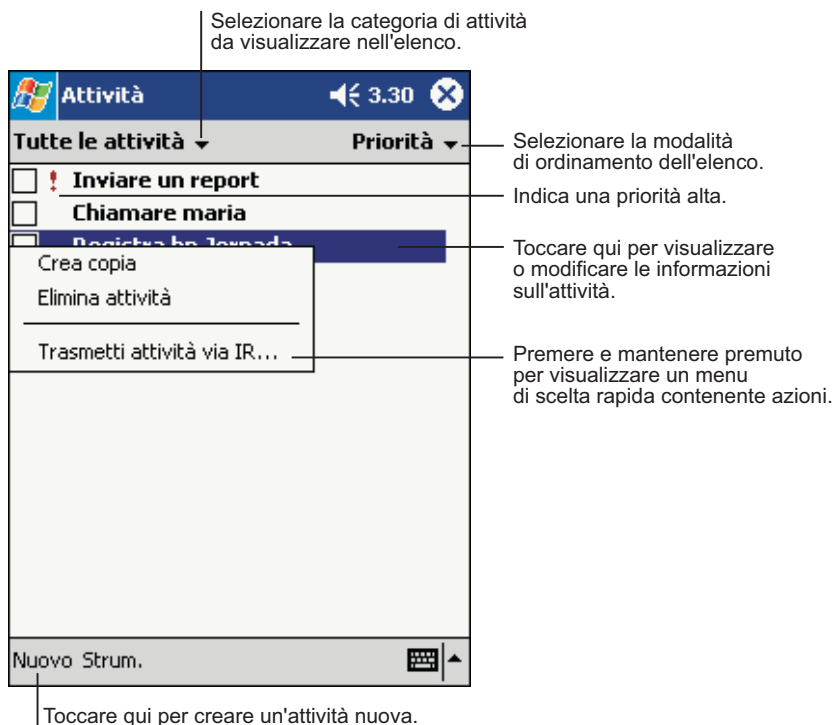 Selezionare la categoria di attività
da visualizzare nell'elenco.
Attività 3.30
Tutte le attività Priorità
Selezionare la modalità
di ordinamento dell'elenco.
! Inviare un report
Indica una priorità alta.
Chiamare maria
Registra hp Jornada
Toccare qui per visualizzare
o modificare le informazioni
sull'attività.
Crea copia
Elimina attività
Trasmetti attività via IR...
Premere e mantenere premuto
per visualizzare un menu
di scelta rapida contenente azioni.
Nuovo Strum.
Toccare qui per creare un'attività nuova.